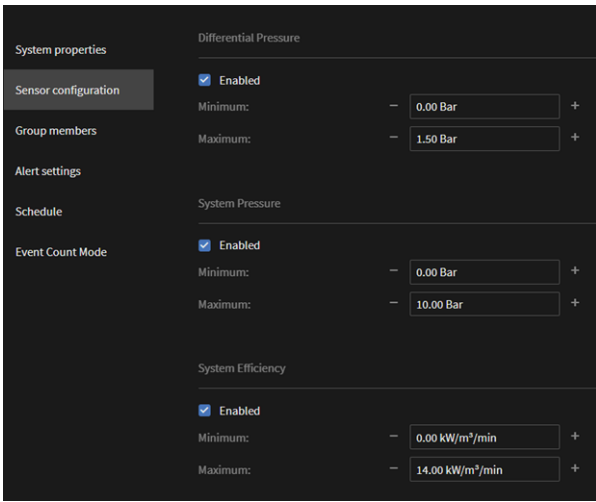 System properties
Sensor configuration
Group members
Alert settings
Schedule
Event Count Mode
Differential Pressure
Enabled
Minimum: − 0.00 Bar +
Maximum: − 1.50 Bar +
System Pressure
Enabled
Minimum: − 0.00 Bar +
Maximum: − 10.00 Bar +
System Efficiency
Enabled
Minimum: − 0.00 kW/m³/min +
Maximum: − 14.00 kW/m³/min +